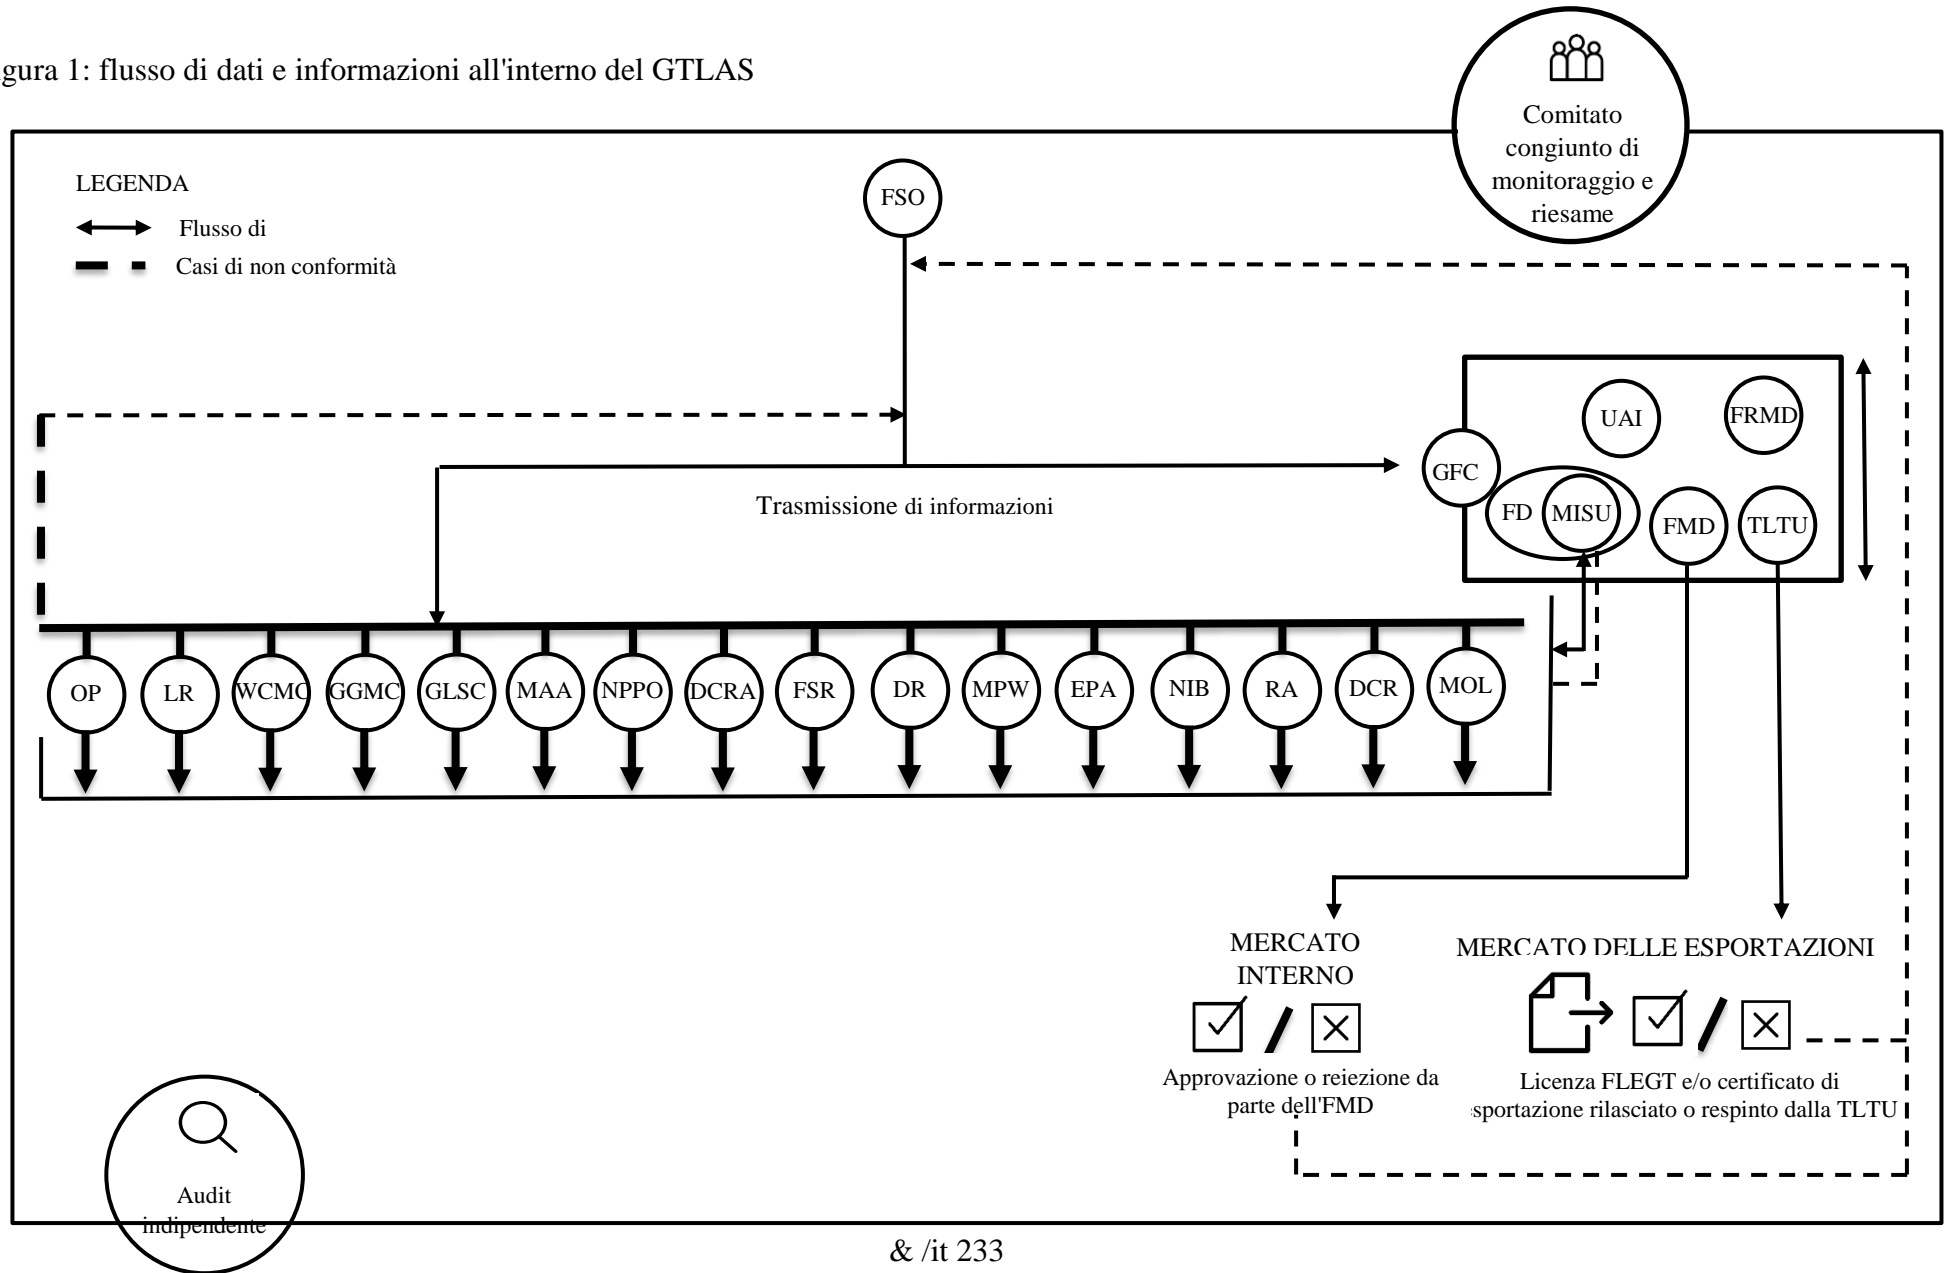 gura 1: flusso di dati e informazioni all'interno del GTLAS
Comitato
congiunto di
monitoraggio e
riesame
LEGENDA
Flusso di
Casi di non conformità
FSO
UAI
FRMD
GFC
FD
MISU
FMD
TLTU
Trasmissione di informazioni
OP
LR
WCMC
GGMC
GLSC
MAA
NPPO
DCRA
FSR
DR
MPW
EPA
NIB
RA
DCR
MOL
MERCATO
INTERNO
Approvazione o reiezione da
parte dell'FMD
MERCATO DELLE ESPORTAZIONI
Licenza FLEGT e/o certificato di
sportazione rilasciato o respinto dalla TLTU
Audit
indipendente
& /it 233